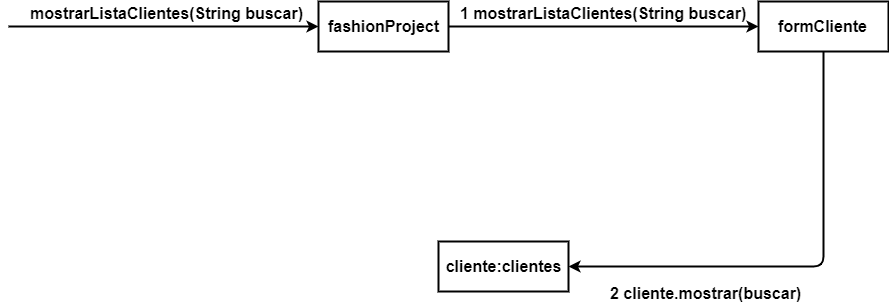 mostrarListaClientes(String buscar)
fashionProject
1 mostrarListaClientes(String buscar)
formCliente
cliente:clientes
2 cliente.mostrar(buscar)